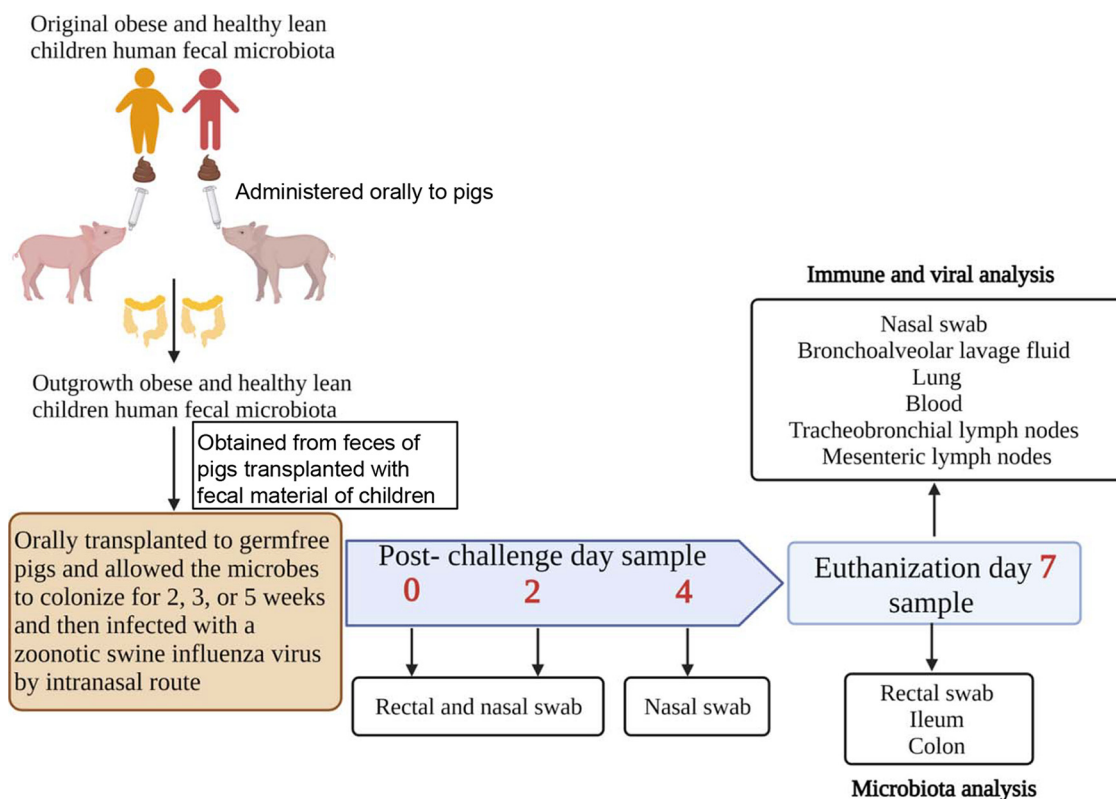 Original obese and healthy lean
children human fecal microbiota
Administered orally to pigs
Outgrowth obese and healthy lean
children human fecal microbiota
Obtained from feces of
pigs transplanted with
fecal material of children
Orally transplanted to germfree
pigs and allowed the microbes
to colonize for 2, 3, or 5 weeks
and then infected with a
zoonotic swine influenza virus
by intranasal route
Post- challenge day sample
0 2 4
Rectal and nasal swab
Nasal swab
Euthanization day 7
sample
Immune and viral analysis
Nasal swab
Bronchoalveolar lavage fluid
Lung
Blood
Tracheobronchial lymph nodes
Mesenteric lymph nodes
Rectal swab
Ileum
Colon
Microbiota analysis